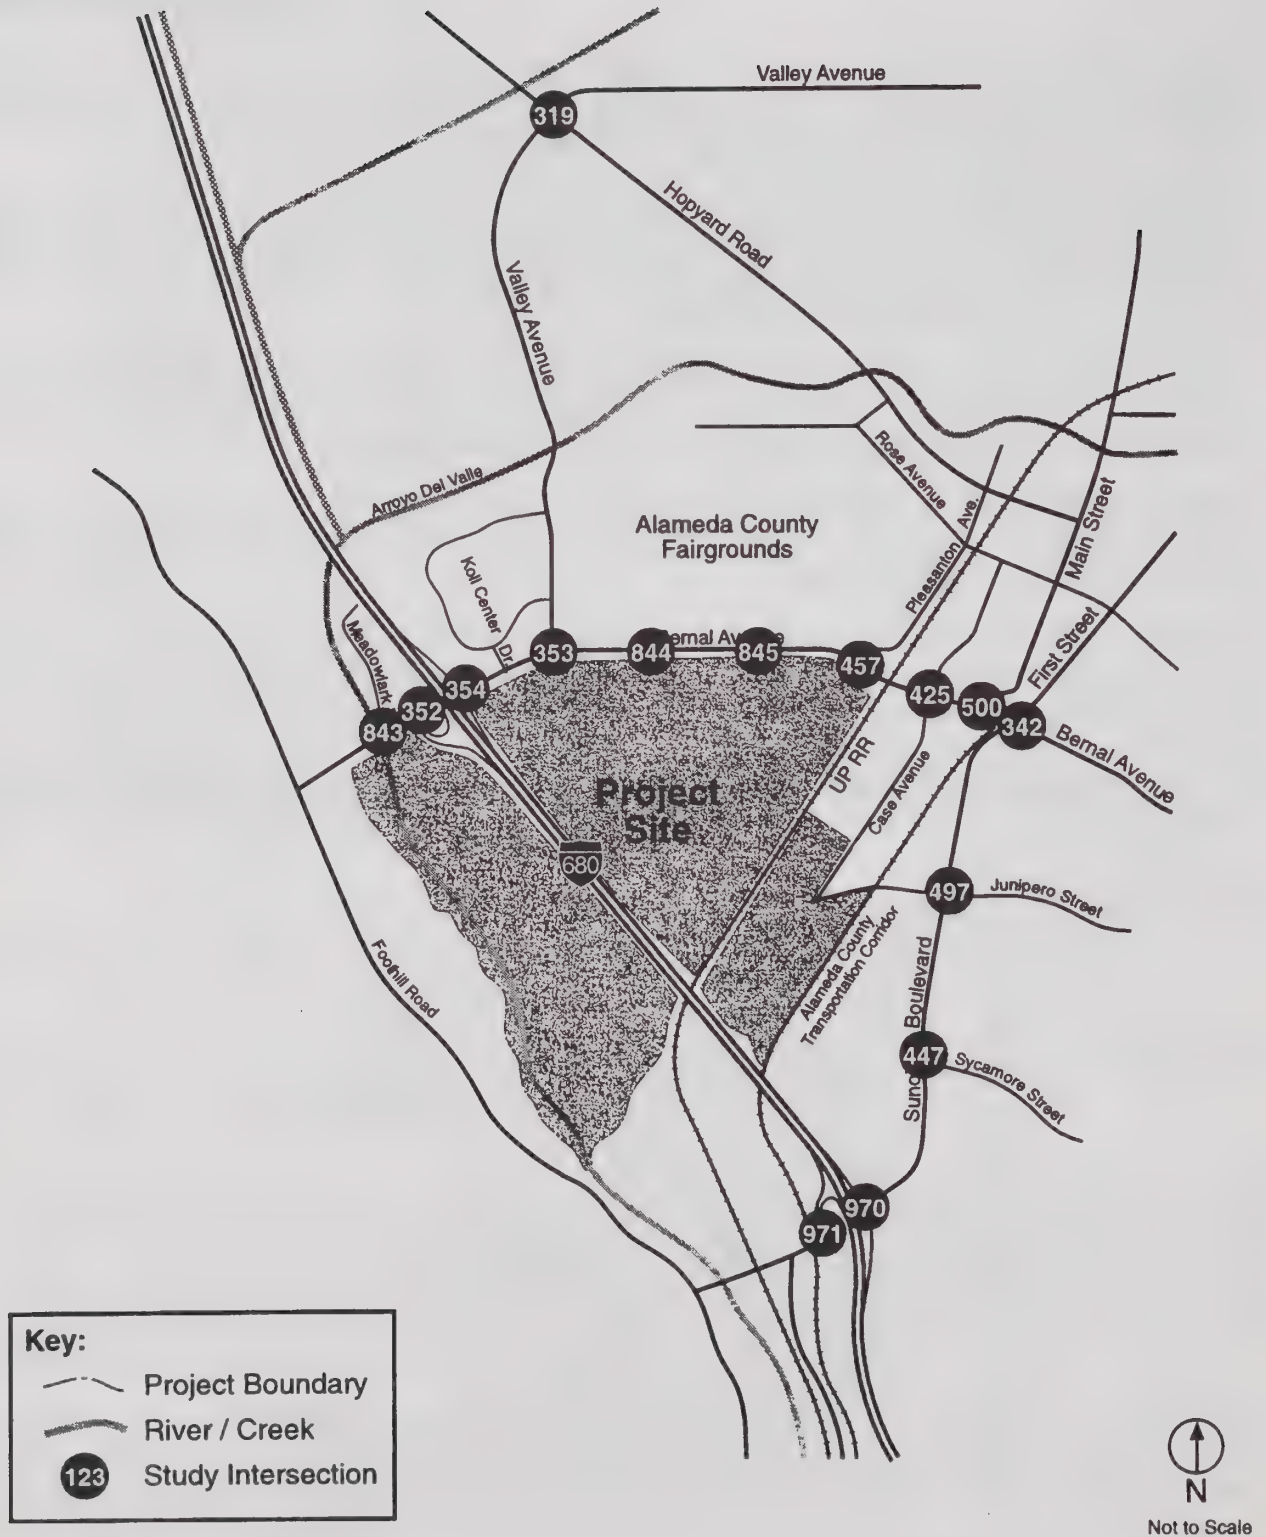 Valley Avenue
319
Hopyard Road
Valley Avenue
Arroyo Del Valle
Rose Avenue
Alameda County
Fairgrounds
Pleasanton Ave.
Main Street
Koll Center Dr.
Meadowlark
First Street
353
844
845
457
354
352
843
425
500
342
Bernal Avenue
UP RR
Case Avenue
Project
Site
680
497
Junipero Street
Alameda County
Transportation Corridor
Foothill Road
Boulevard
447
Sycamore Street
970
971
Key:
Project Boundary
River / Creek
123 Study Intersection
N
Not to Scale